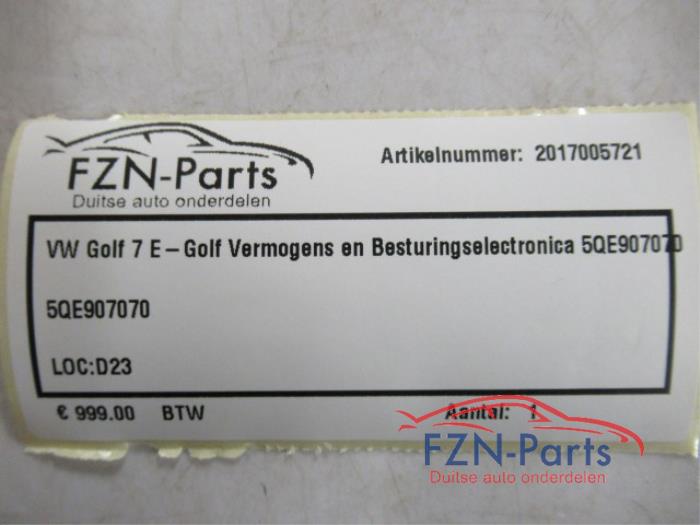 FZN-Parts
Duitse auto onderdelen
Artikelnummer: 2017005721
VW Golf 7 E-Golf Vermogens en Besturingselectronica 5QE907070
5QE907070
LOC:D23
€ 999.00 BTW Aantal: 1
FZN-Parts
Duitse auto onderdelen